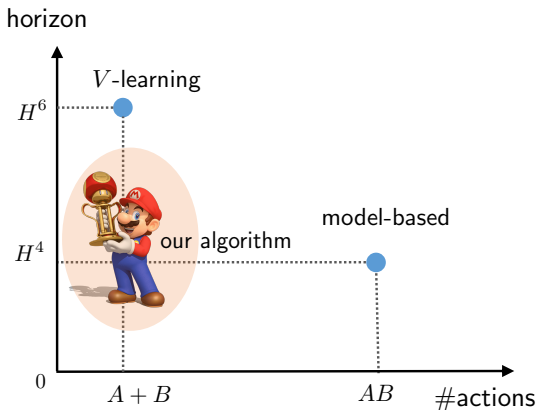 horizon
V-learning
H^6
model-based
our algorithm
H^4
0
A + B
AB
#actions
M